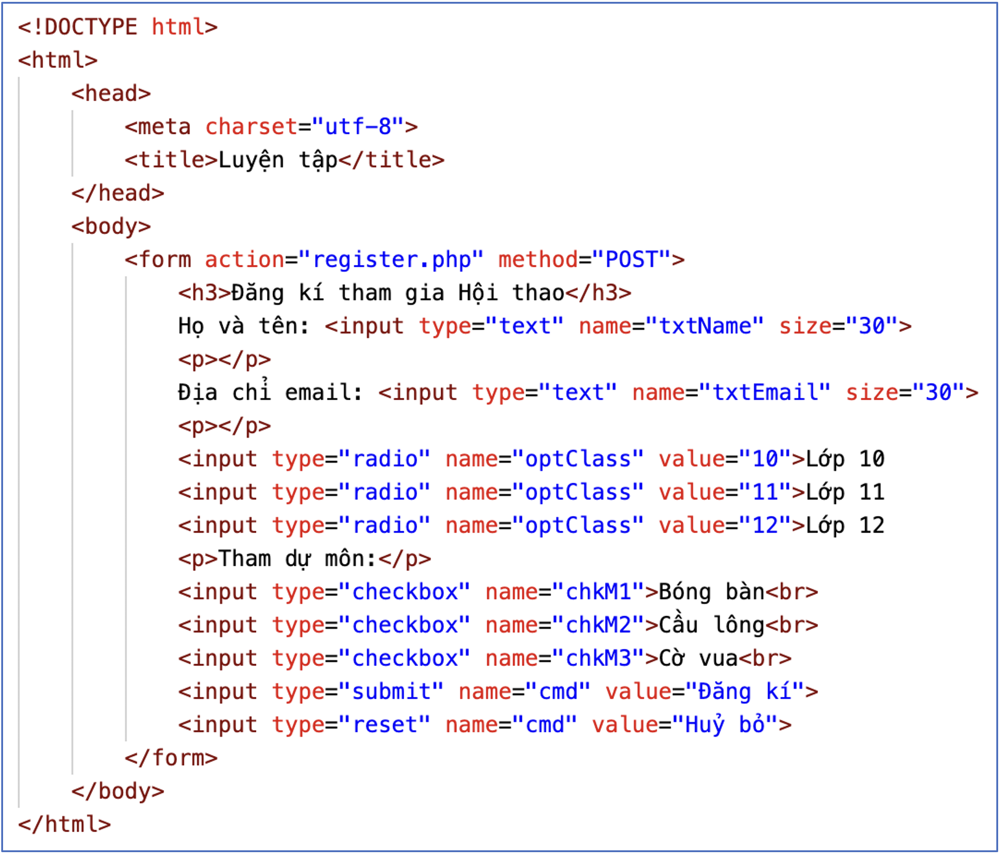 <!DOCTYPE html>
<html>
<head>
<meta charset="utf-8">
<title>Luyện tập</title>
</head>
<body>
<form action="register.php" method="POST">
<h3>Đăng kí tham gia Hội thao</h3>
Họ và tên: <input type="text" name="txtName" size="30">
<p></p>
Địa chỉ email: <input type="text" name="txtEmail" size="30">
<p></p>
<input type="radio" name="optClass" value="10">Lớp 10
<input type="radio" name="optClass" value="11">Lớp 11
<input type="radio" name="optClass" value="12">Lớp 12
<p>Tham dự môn:</p>
<input type="checkbox" name="chkM1">Bóng bàn<br>
<input type="checkbox" name="chkM2">Cầu lông<br>
<input type="checkbox" name="chkM3">Cờ vua<br>
<input type="submit" name="cmd" value="Đăng kí">
<input type="reset" name="cmd" value="Huỷ bỏ">
</form>
</body>
</html>